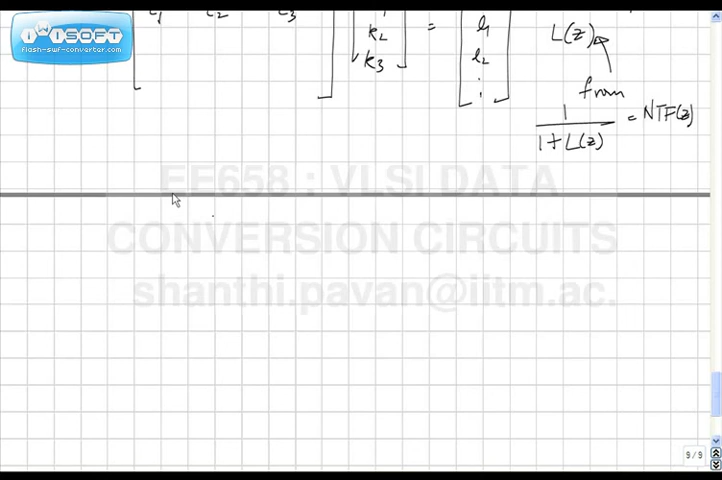 iWiSOFT
flash-swf-converter.com
k2
k3
=
l1
l2
L(z)
from
1
1+L(z)
= NTF(z)
EE658 : VLSI DATA
CONVERSION CIRCUITS
shanthi.pavan@iitm.ac.
9/9